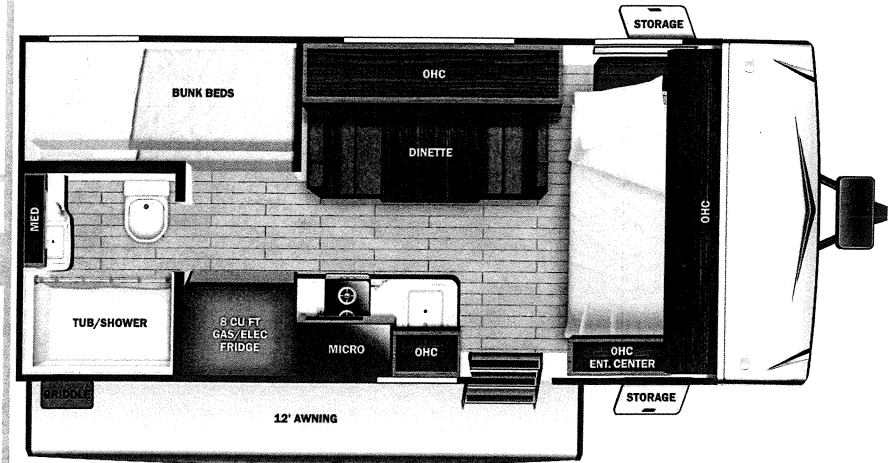 STORAGE
OHC
BUNK BEDS
DINETTE
MED
OHC
TUB/SHOWER
8 CU FT
GAS/ELEC
FRIDGE
MICRO
OHC
OHC
ENT. CENTER
GRIDDLE
12' AWNING
STORAGE